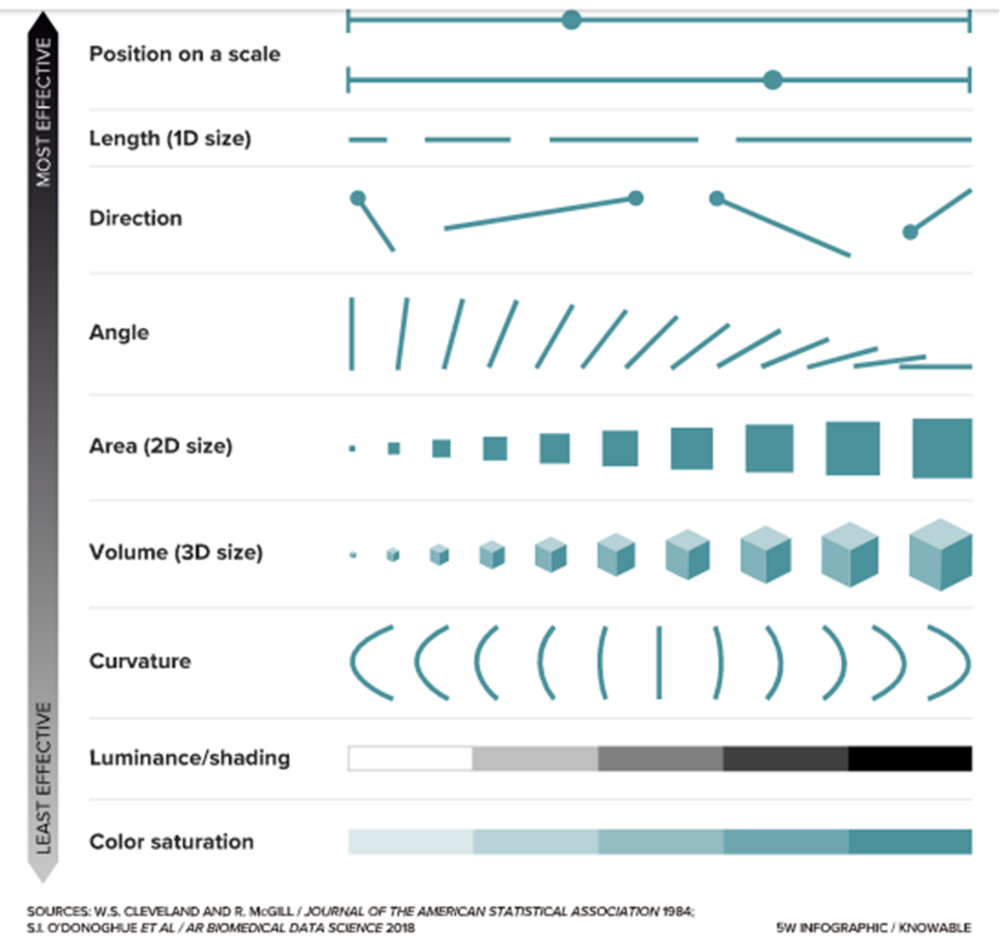 MOST EFFECTIVE
Position on a scale
Length (1D size)
Direction
Angle
Area (2D size)
Volume (3D size)
Curvature
Luminance/shading
LEAST EFFECTIVE
Color saturation
SOURCES: W.S. CLEVELAND AND R. McGILL / JOURNAL OF THE AMERICAN STATISTICAL ASSOCIATION 1984;
S.I. O'DONOGHUE ET AL / AR BIOMEDICAL DATA SCIENCE 2018
5W INFOGRAPHIC / KNOWABLE